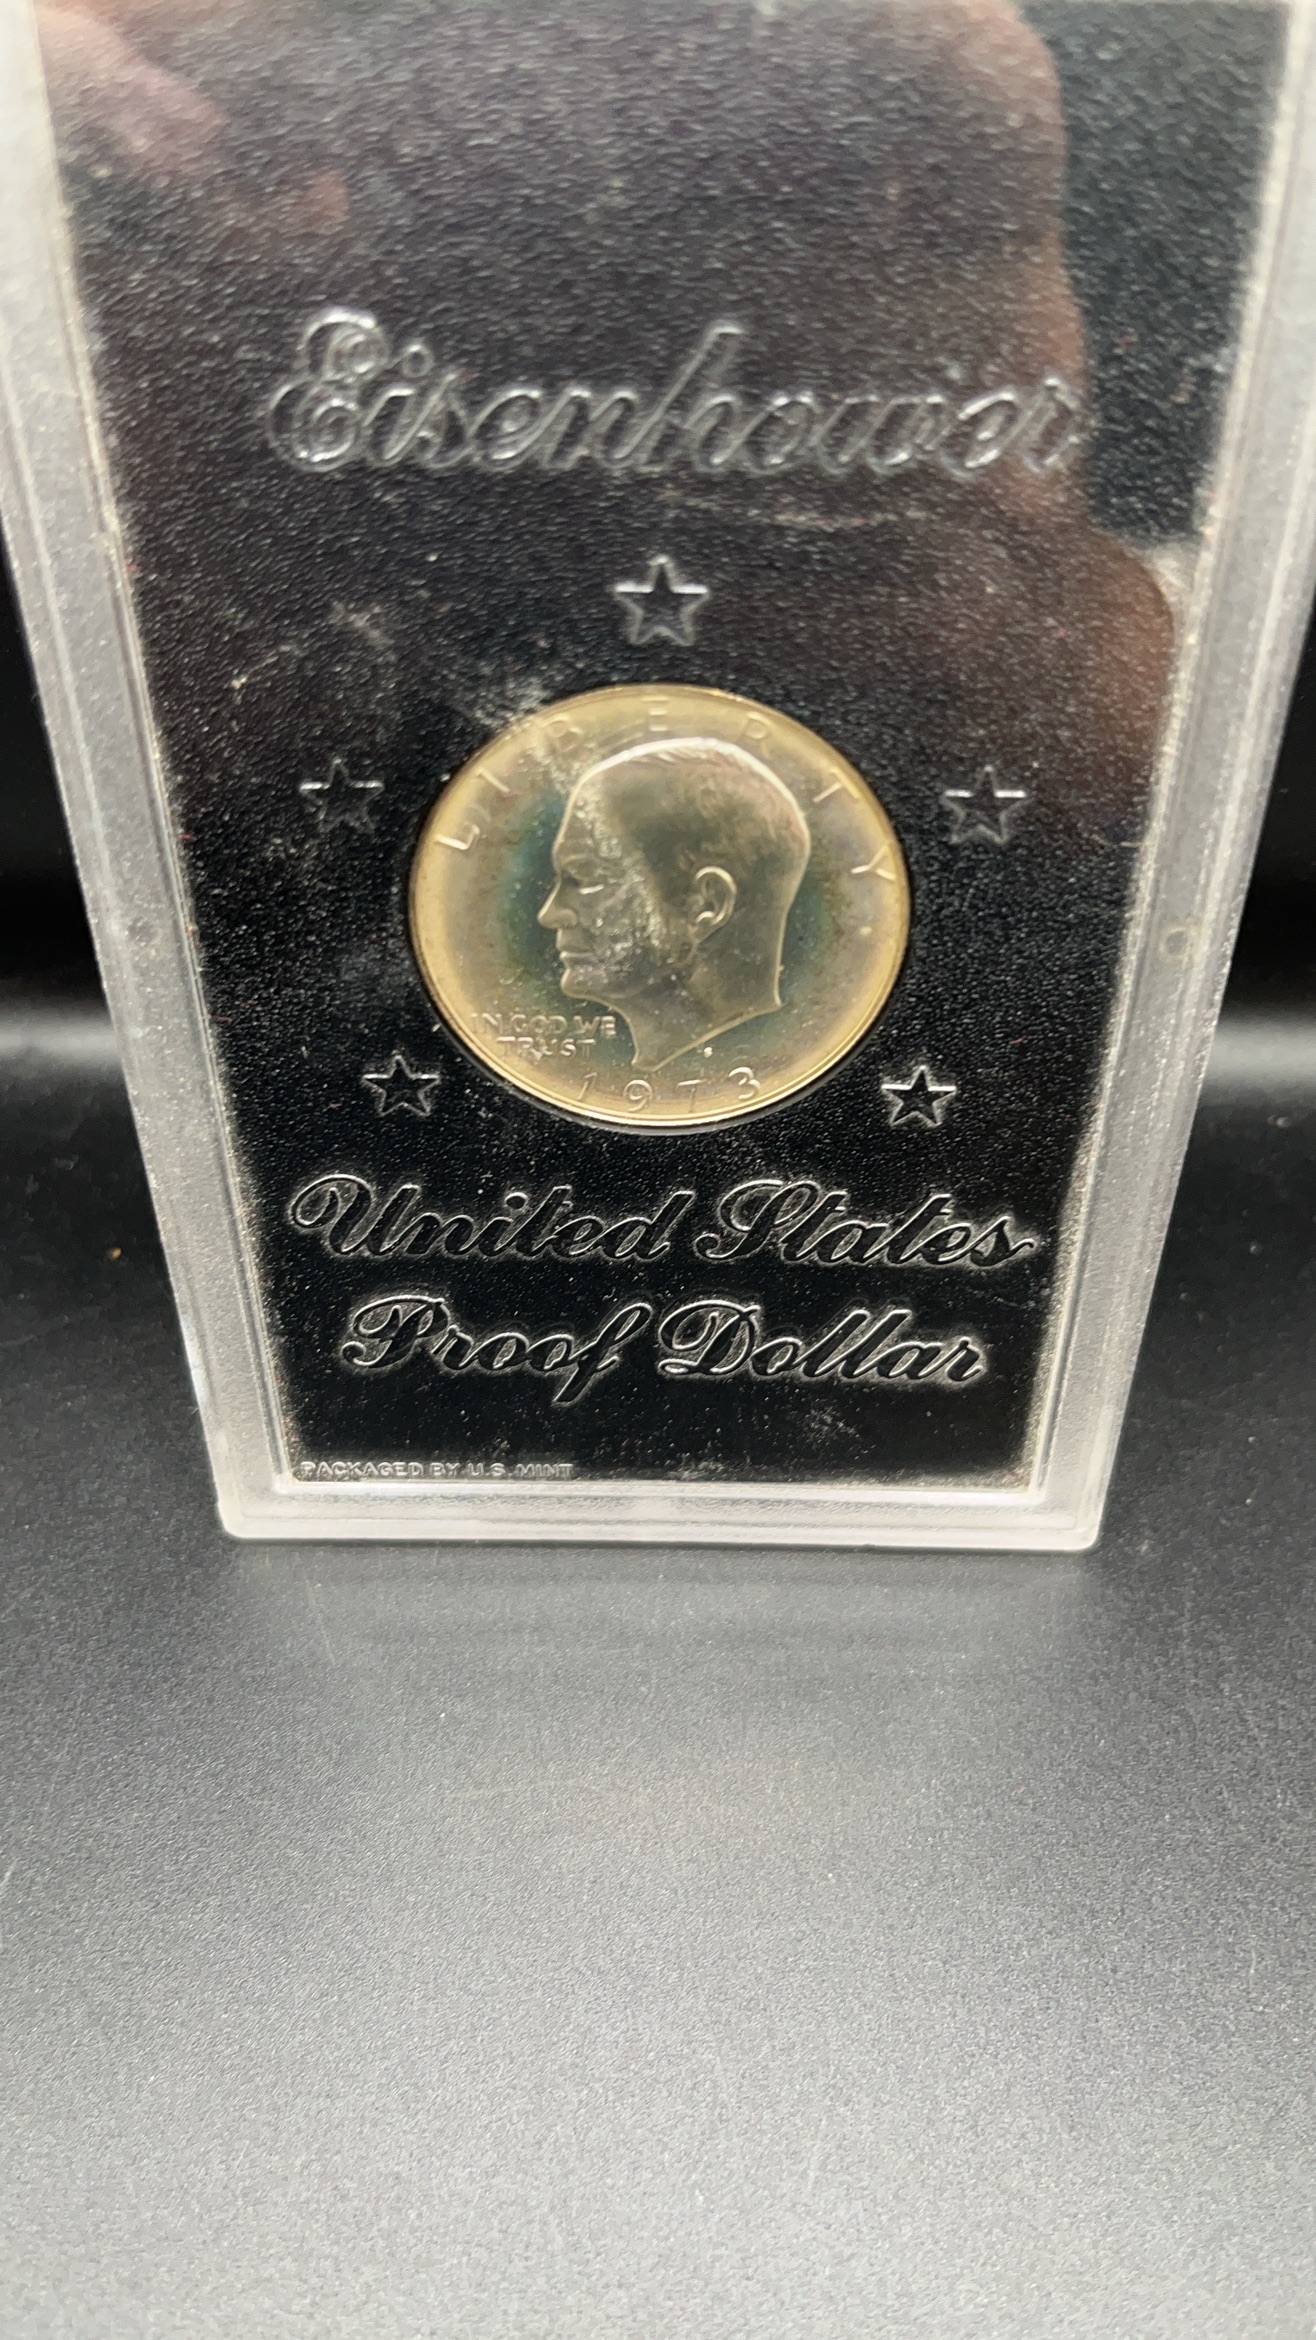 Eisenhower
LIBERTY
IN GOD WE
TRUST
1973
United States
Proof Dollar
PACKAGED BY U.S. MINT